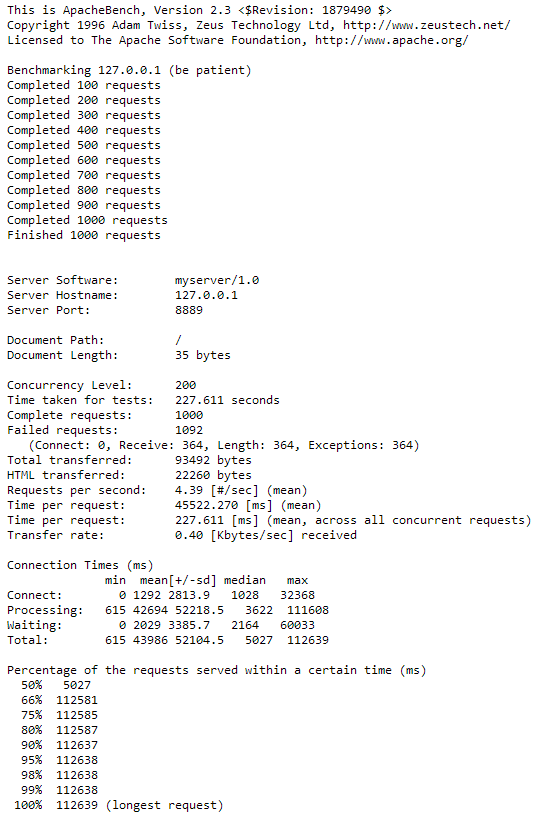 This is ApacheBench, Version 2.3 <$Revision: 1879490 $>
Copyright 1996 Adam Twiss, Zeus Technology Ltd, http://www.zeustech.net/
Licensed to The Apache Software Foundation, http://www.apache.org/

Benchmarking 127.0.0.1 (be patient)
Completed 100 requests
Completed 200 requests
Completed 300 requests
Completed 400 requests
Completed 500 requests
Completed 600 requests
Completed 700 requests
Completed 800 requests
Completed 900 requests
Completed 1000 requests
Finished 1000 requests


Server Software:        myserver/1.0
Server Hostname:        127.0.0.1
Server Port:            8889

Document Path:          /
Document Length:        35 bytes

Concurrency Level:      200
Time taken for tests:   227.611 seconds
Complete requests:      1000
Failed requests:        1092
   (Connect: 0, Receive: 364, Length: 364, Exceptions: 364)
Total transferred:      93492 bytes
HTML transferred:       22260 bytes
Requests per second:    4.39 [#/sec] (mean)
Time per request:       45522.270 [ms] (mean)
Time per request:       227.611 [ms] (mean, across all concurrent requests)
Transfer rate:          0.40 [Kbytes/sec] received

Connection Times (ms)
              min  mean[+/-sd] median   max
Connect:        0 1292 2813.9   1028   32368
Processing:   615 42694 52218.5   3622  111608
Waiting:        0 2029 3385.7   2164   60033
Total:        615 43986 52104.5   5027  112639

Percentage of the requests served within a certain time (ms)
  50%   5027
  66%  112581
  75%  112585
  80%  112587
  90%  112637
  95%  112638
  98%  112638
  99%  112638
 100%  112639 (longest request)